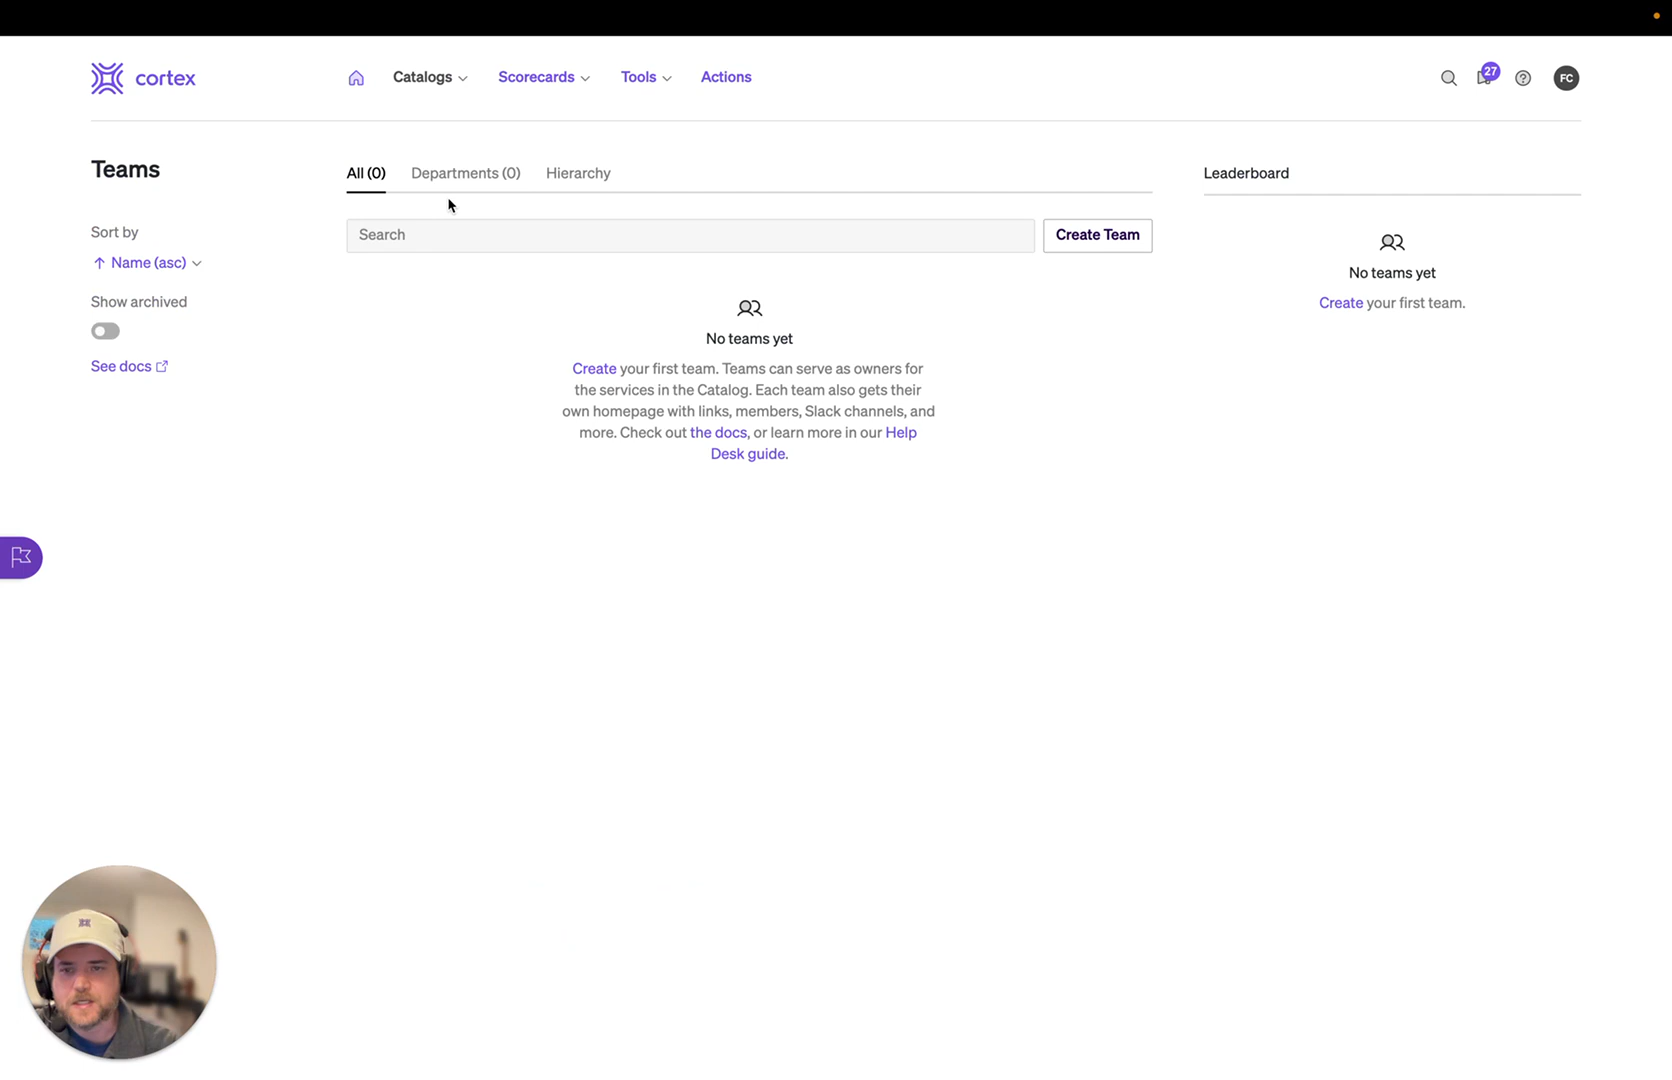 cortex
Catalogs
Scorecards
Tools
Actions
27
FC
Teams
All (0)
Departments (0)
Hierarchy
Leaderboard
Sort by
Name (asc)
Search
Create Team
Show archived
See docs
No teams yet
Create your first team. Teams can serve as owners for
the services in the Catalog. Each team also gets their
own homepage with links, members, Slack channels, and
more. Check out the docs, or learn more in our Help
Desk guide.
No teams yet
Create your first team.